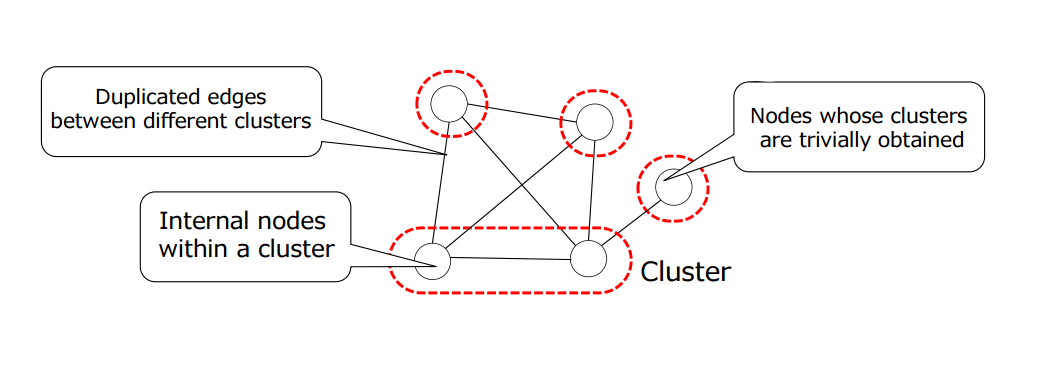 Duplicated edges
between different clusters
Nodes whose clusters
are trivially obtained
Internal nodes
within a cluster
Cluster